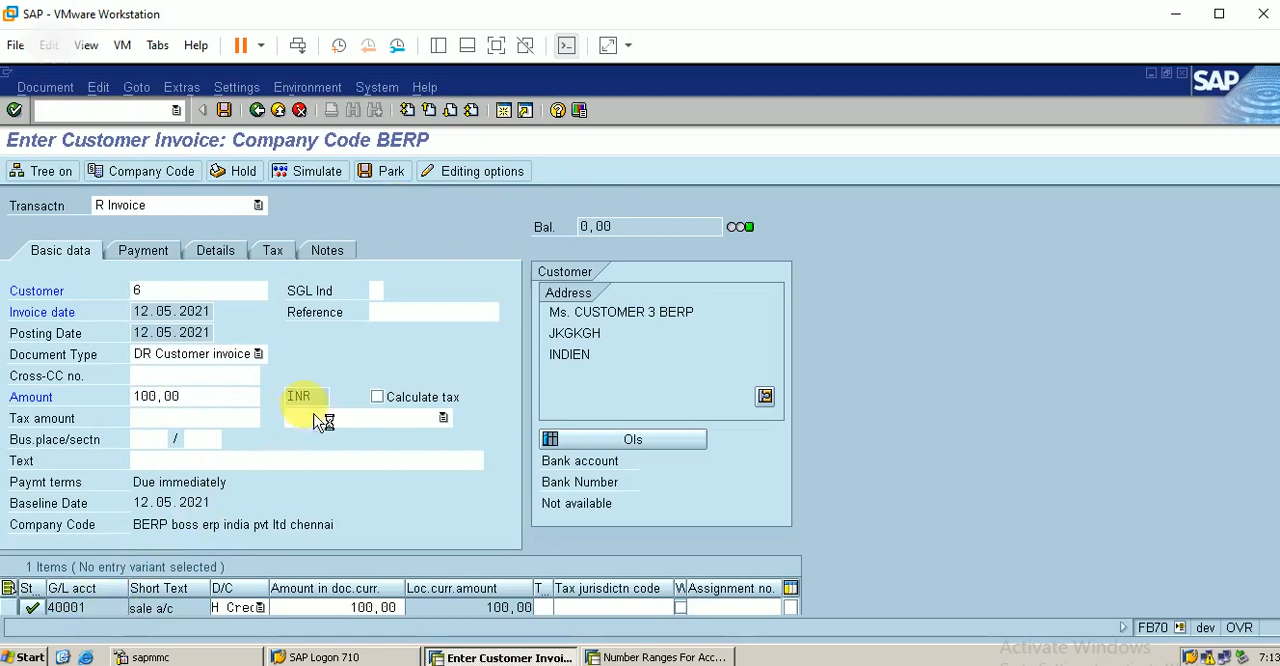 SAP - VMware Workstation
File Edit View VM Tabs Help
Document Edit Goto Extras Settings Environment System Help
SAP
Enter Customer Invoice: Company Code BERP
Tree on Company Code Hold Simulate Park Editing options
Transactn R Invoice
Bal. 0,00
Basic data Payment Details Tax Notes
Customer 6 SGL Ind
Invoice date 12.05.2021 Reference
Posting Date 12.05.2021
Document Type DR Customer invoice
Cross-CC no.
Amount 100,00 INR Calculate tax
Tax amount
Bus.place/sectn /
Text
Paymt terms Due immediately
Baseline Date 12.05.2021
Company Code BERP boss erp india pvt ltd chennai
Customer
Address
Ms. CUSTOMER 3 BERP
JKGKGH
INDIEN
OIs
Bank account
Bank Number
Not available
1 Items ( No entry variant selected )
St... G/L acct Short Text D/C Amount in doc.curr. Loc.curr.amount T... Tax jurisdictn code W Assignment no.
40001 sale a/c H Crec 100,00 100,00
FB70 dev OVR
Activate Windows
Start sapmmc SAPLogon Pad Enter Customer Invoi... Number Ranges For Acc... 7:13